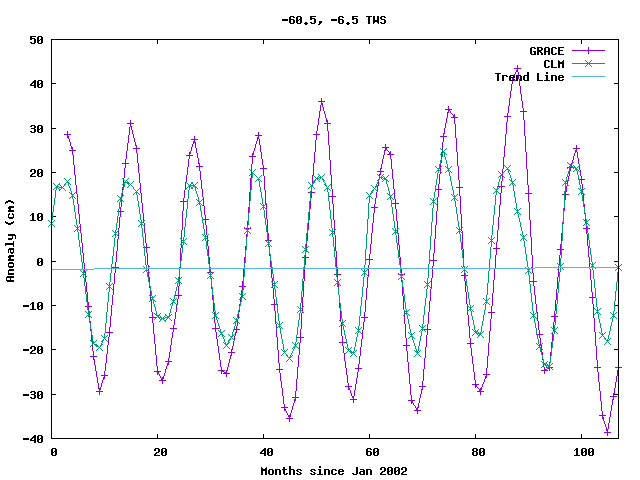 -60.5, -6.5 TWS
GRACE
CLM
Trend Line
Anomaly (cm)
50
40
30
20
10
0
-10
-20
-30
-40
0 20 40 60 80 100
Months since Jan 2002